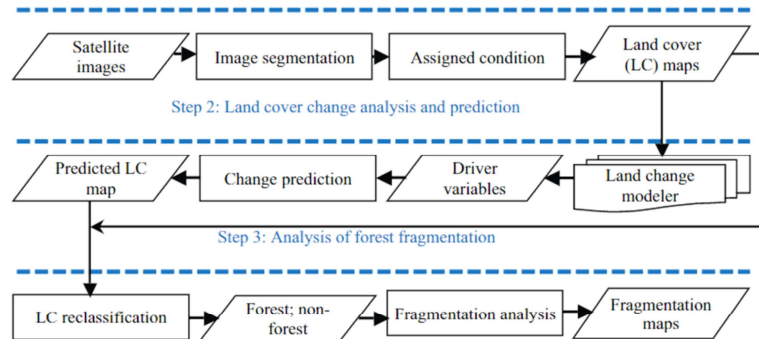 Satellite
images
Image segmentation
Assigned condition
Land cover
(LC) maps
Step 2: Land cover change analysis and prediction
Predicted LC
map
Change prediction
Driver
variables
Land change
modeler
Step 3: Analysis of forest fragmentation
LC reclassification
Forest; non-
forest
Fragmentation analysis
Fragmentation
maps